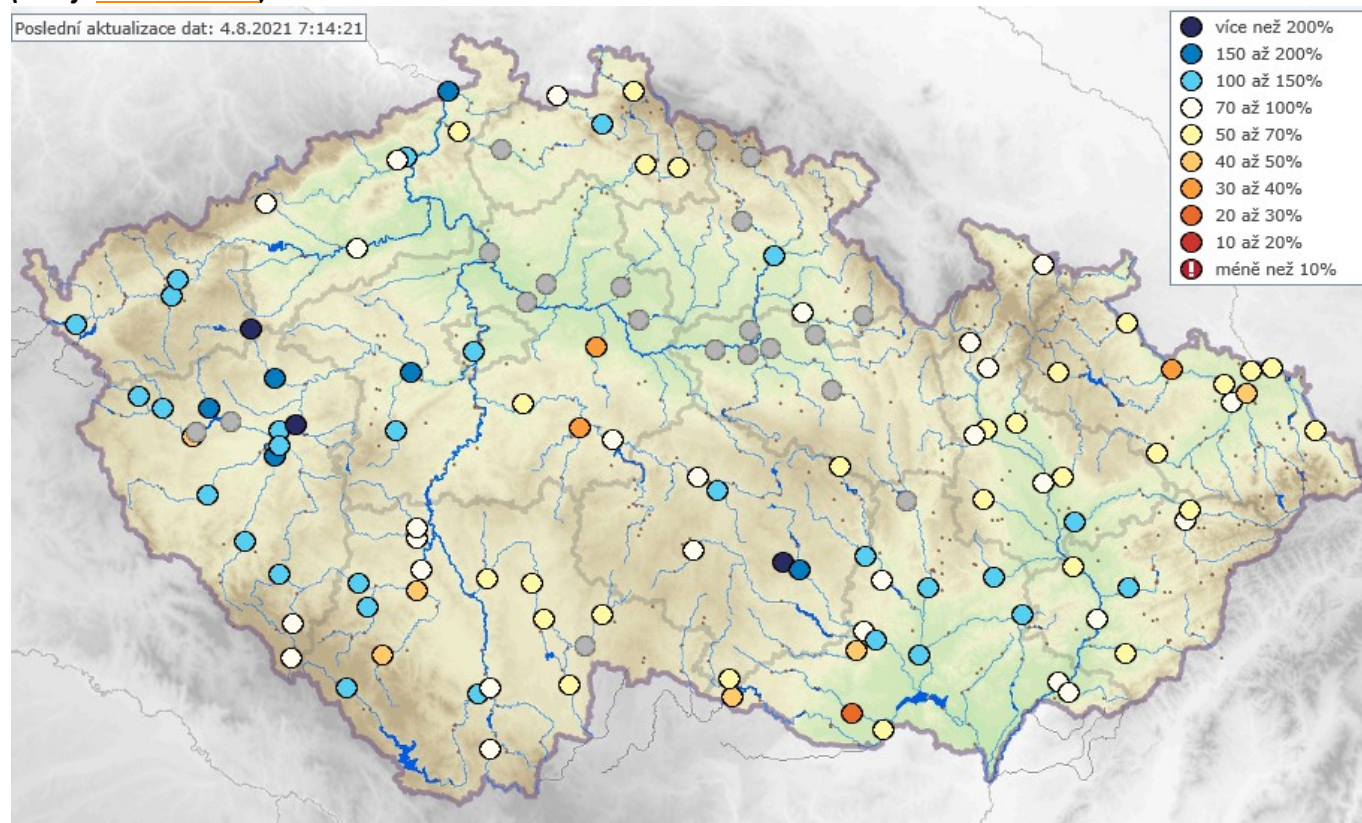 Poslední aktualizace dat: 4.8.2021 7:14:21
více než 200%
150 až 200%
100 až 150%
70 až 100%
50 až 70%
40 až 50%
30 až 40%
20 až 30%
10 až 20%
méně než 10%